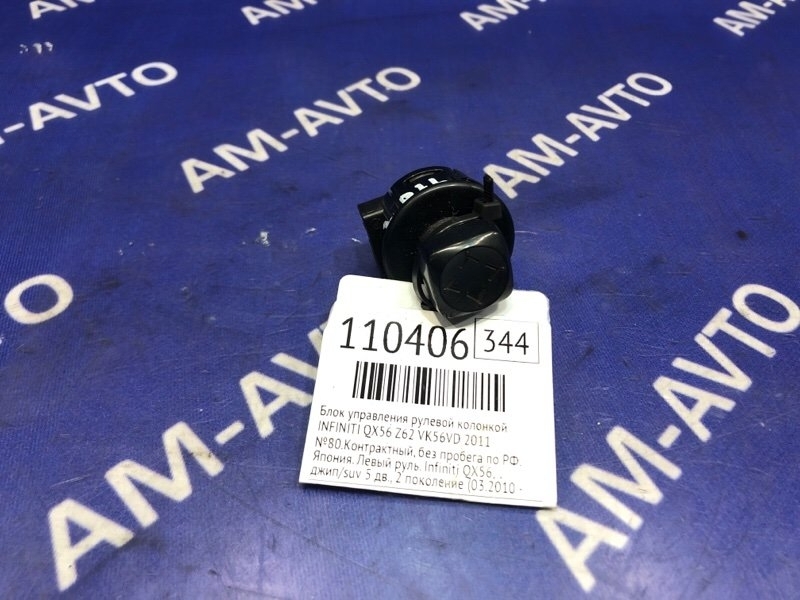 AM-AVTO
AM-AVTO
AM-AVTO
AM-AVTO
AM-AVTO
110406 344
Блок управления рулевой колонкой
INFINITI QX56 Z62 VK56VD 2011
№80.Контрактный, без пробега по РФ.
Япония. Левый руль. Infiniti QX56, ,
джип/suv 5 дв., 2 поколение (03.2010 -
AM-AVTO
AM-AVTO